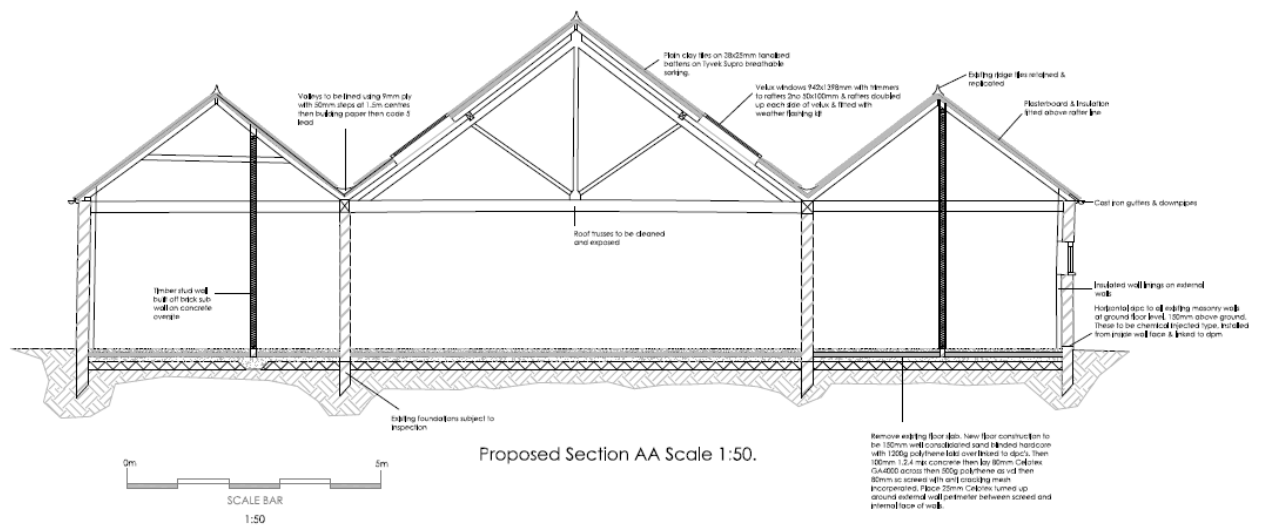 Plain clay tiles on 38x25mm tanalised
battens on Tyvek Supro breathable
sarking.
Existing ridge tiles retained &
replicated
Valleys to be lined using 9mm ply
with 50mm steps at 1.5m centres
then building paper then code 5
lead
Velux windows 942x1398mm with trimmers
to rafters 2no 50x100mm & rafters doubled
up each side of velux & fitted with
weather flashing kit
Plasterboard & insulation
fitted above rafter line
Cast iron gutters & downpipes
Roof trusses to be cleaned
and exposed
Timber stud wall
built off brick sub
wall on concrete
oversite
Insulated wall linings on external
walls
Horizontal dpc to all existing masonry walls
at ground floor level, 150mm above ground.
These to be chemical injected type, installed
from inside wall face & linked to dpm
Existing foundations subject to
inspection
Remove existing floor slab. New floor construction to
be 150mm well consolidated sand blinded hardcore
with 1200g polythene laid over linked to dpc's. Then
100mm 1.2.4 mix concrete then lay 80mm Celotex
GA4000 across then 500g polythene as vcl then
80mm sc screed with anti cracking mesh
incorporated. Place 25mm Celotex turned up
around external wall perimeter between screed and
internal face of walls.
Proposed Section AA Scale 1:50.
0m 5m
SCALE BAR
1:50